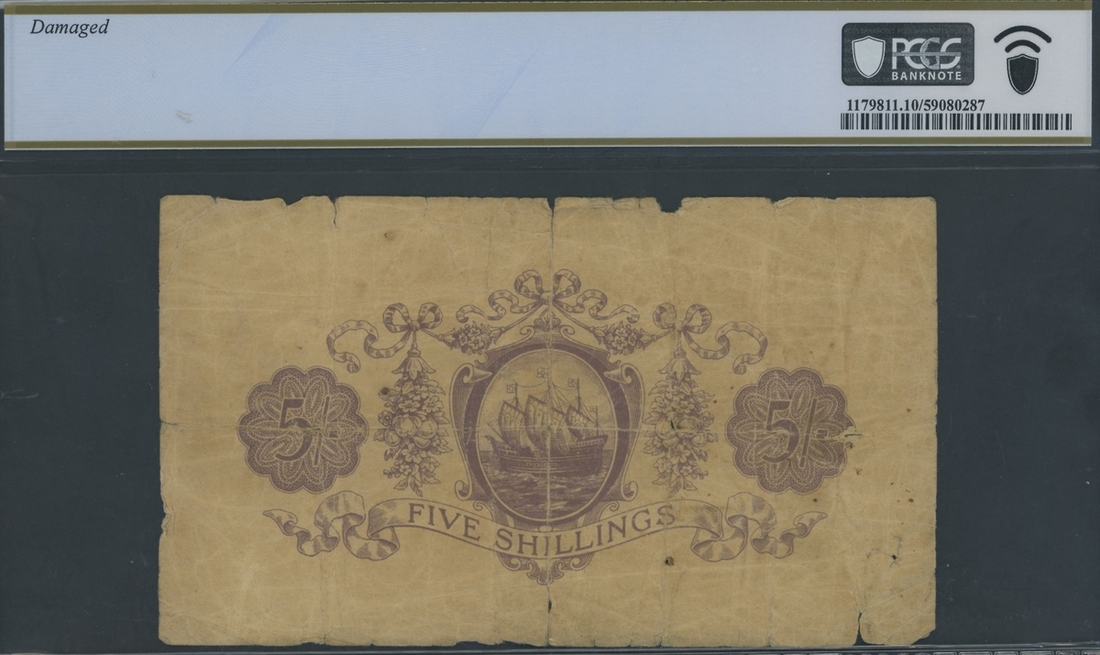 Damaged
PCGS
BANKNOTE
1179811.10/59080287
5/-
5/-
FIVE SHILLINGS